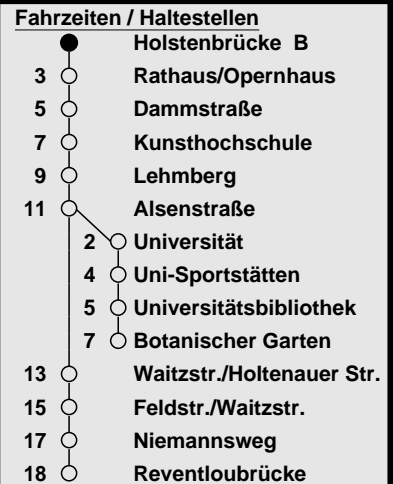 Fahrzeiten / Haltestellen
Holstenbrücke B
3 Rathaus/Opernhaus
5 Dammstraße
7 Kunsthochschule
9 Lehmberg
11 Alsenstraße
2 Universität
4 Uni-Sportstätten
5 Universitätsbibliothek
7 Botanischer Garten
13 Waitzstr./Holtenauer Str.
15 Feldstr./Waitzstr.
17 Niemannsweg
18 Reventloubrücke